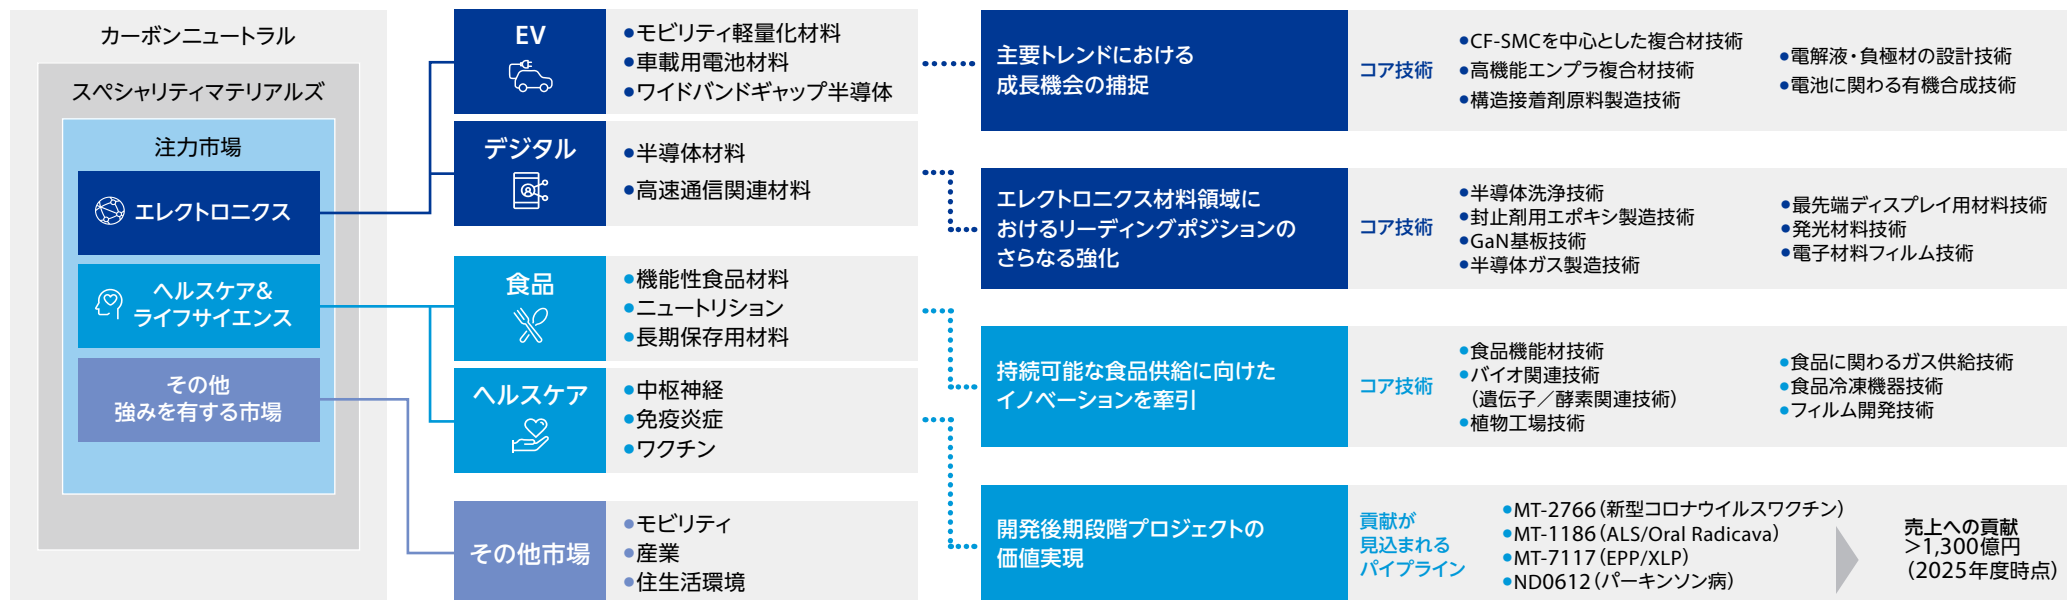 カーボンニュートラル
スペシャリティマテリアルズ
注力市場
エレクトロニクス
ヘルスケア&
ライフサイエンス
その他
強みを有する市場
EV
●モビリティ軽量化材料
●車載用電池材料
●ワイドバンドギャップ半導体
デジタル
●半導体材料
●高速通信関連材料
食品
●機能性食品材料
●ニュートリション
●長期保存用材料
ヘルスケア
●中枢神経
●免疫炎症
●ワクチン
その他市場
●モビリティ
●産業
●住生活環境
主要トレンドにおける
成長機会の捕捉
コア技術
●CF-SMCを中心とした複合材技術
●高機能エンプラ複合材技術
●構造接着剤原料製造技術
●電解液・負極材の設計技術
●電池に関わる有機合成技術
エレクトロニクス材料領域に
おけるリーディングポジションの
さらなる強化
コア技術
●半導体洗浄技術
●封止剤用エポキシ製造技術
●GaN基板技術
●半導体ガス製造技術
●最先端ディスプレイ用材料技術
●発光材料技術
●電子材料フィルム技術
持続可能な食品供給に向けた
イノベーションを牽引
コア技術
●食品機能材技術
●バイオ関連技術
（遺伝子／酵素関連技術）
●植物工場技術
●食品に関わるガス供給技術
●食品冷凍機器技術
●フィルム開発技術
開発後期段階プロジェクトの
価値実現
貢献が
見込まれる
パイプライン
●MT-2766（新型コロナウイルスワクチン）
●MT-1186（ALS/Oral Radicava）
●MT-7117（EPP/XLP）
●ND0612（パーキンソン病）
売上への貢献
>1,300億円
（2025年度時点）